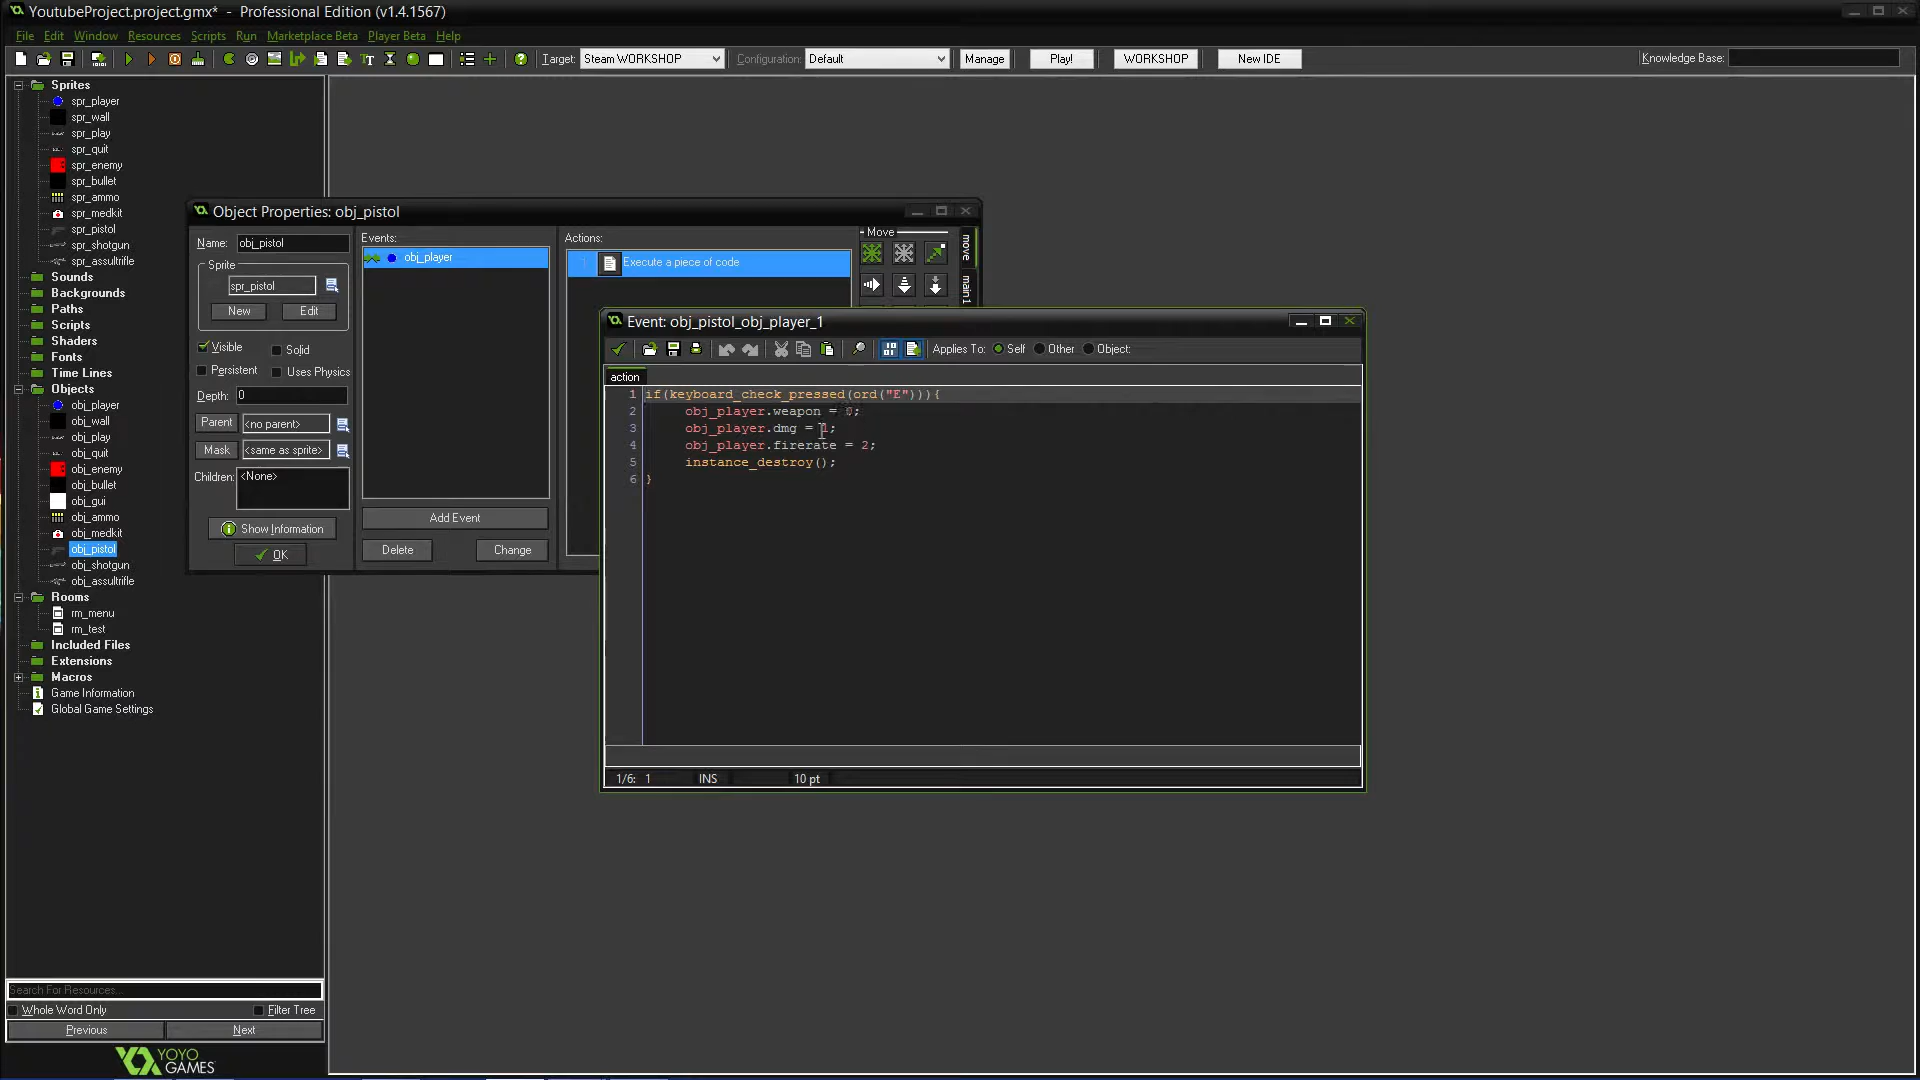 YoutubeProject.project.gmx* - Professional Edition (v1.4.1567)
File Edit Window Resources Scripts Run Marketplace Beta Player Beta Help
Target: Steam WORKSHOP Configuration: Default Manage Play! WORKSHOP New IDE Knowledge Base:
Sprites
spr_player
spr_wall
spr_play
spr_quit
spr_enemy
spr_bullet
spr_ammo
spr_medkit
spr_pistol
spr_shotgun
spr_assultrifle
Sounds
Backgrounds
Paths
Scripts
Shaders
Fonts
Time Lines
Objects
obj_player
obj_wall
obj_play
obj_quit
obj_enemy
obj_bullet
obj_gui
obj_ammo
obj_medkit
obj_pistol
obj_shotgun
obj_assultrifle
Rooms
rm_menu
rm_test
Included Files
Extensions
Macros
Game Information
Global Game Settings
Search For Resources...
Whole Word Only Filter Tree
Previous Next
YOYO
GAMES
Object Properties: obj_pistol
Name: obj_pistol
Sprite
spr_pistol
New Edit
Visible Solid
Persistent Uses Physics
Depth: 0
Parent <no parent>
Mask <same as sprite>
Children: <None>
Show Information
OK
Events:
obj_player
Add Event
Delete Change
Actions:
Execute a piece of code
Move
move
main1
Event: obj_pistol_obj_player_1
Applies To: Self Other Object:
action
1 if(keyboard_check_pressed(ord("E"))){
2 obj_player.weapon = 0;
3 obj_player.dmg = 1;
4 obj_player.firerate = 2;
5 instance_destroy();
6 }
1/6: 1 INS 10 pt